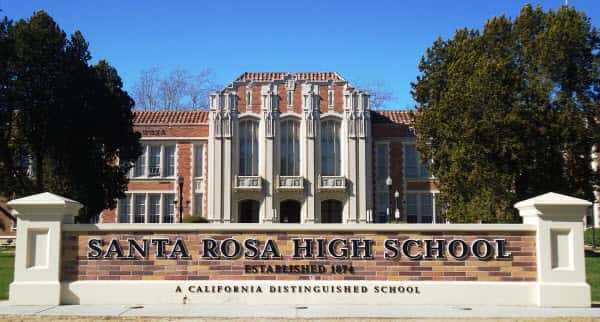 SANTA ROSA HIGH SCHOOL
ESTABLISHED 1874
A CALIFORNIA DISTINGUISHED SCHOOL